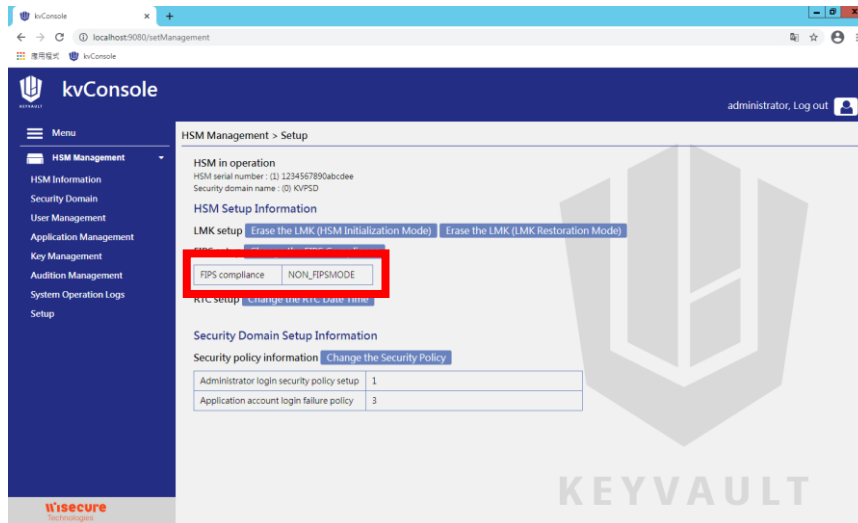 kvConsole
localhost:9080/setManagement
應用程式 kvConsole
KEYVAULT
kvConsole
administrator, Log out
Menu
HSM Management > Setup
HSM Management
HSM Information
Security Domain
User Management
Application Management
Key Management
Audition Management
System Operation Logs
Setup
HSM in operation
HSM serial number : (1) 1234567890abcdee
Security domain name : (0) KVPSD
HSM Setup Information
LMK setup Erase the LMK (HSM Initialization Mode) Erase the LMK (LMK Restoration Mode)
FIPS compliance NON_FIPSMODE
RTC setup Change the RTC Date Time
Security Domain Setup Information
Security policy information Change the Security Policy
Administrator login security policy setup 1
Application account login failure policy 3
KEYVAULT
Wisecure
Technologies